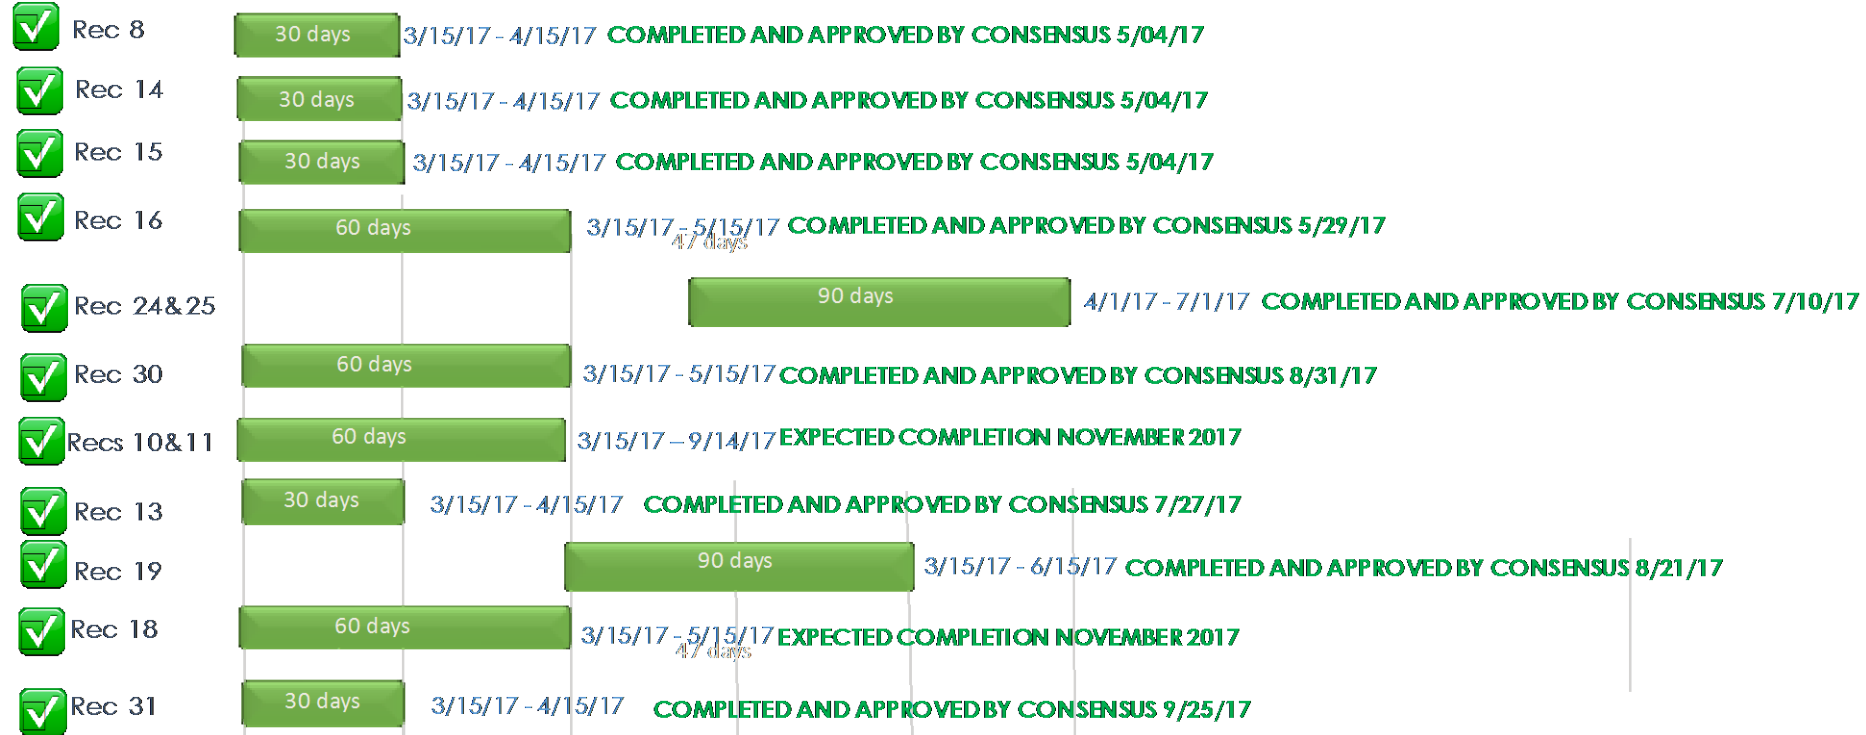 Rec 8 30 days 3/15/17 - 4/15/17 COMPLETED AND APPROVED BY CONSENSUS 5/04/17
Rec 14 30 days 3/15/17 - 4/15/17 COMPLETED AND APPROVED BY CONSENSUS 5/04/17
Rec 15 30 days 3/15/17 - 4/15/17 COMPLETED AND APPROVED BY CONSENSUS 5/04/17
Rec 16 60 days 3/15/17 - 5/15/17 COMPLETED AND APPROVED BY CONSENSUS 5/29/17
47 days
Rec 24&25 90 days 4/1/17 - 7/1/17 COMPLETED AND APPROVED BY CONSENSUS 7/10/17
Rec 30 60 days 3/15/17 - 5/15/17 COMPLETED AND APPROVED BY CONSENSUS 8/31/17
Recs 10&11 60 days 3/15/17 – 9/14/17 EXPECTED COMPLETION NOVEMBER 2017
Rec 13 30 days 3/15/17 - 4/15/17 COMPLETED AND APPROVED BY CONSENSUS 7/27/17
Rec 19 90 days 3/15/17 - 6/15/17 COMPLETED AND APPROVED BY CONSENSUS 8/21/17
Rec 18 60 days 3/15/17 - 5/15/17 EXPECTED COMPLETION NOVEMBER 2017
47 days
Rec 31 30 days 3/15/17 - 4/15/17 COMPLETED AND APPROVED BY CONSENSUS 9/25/17